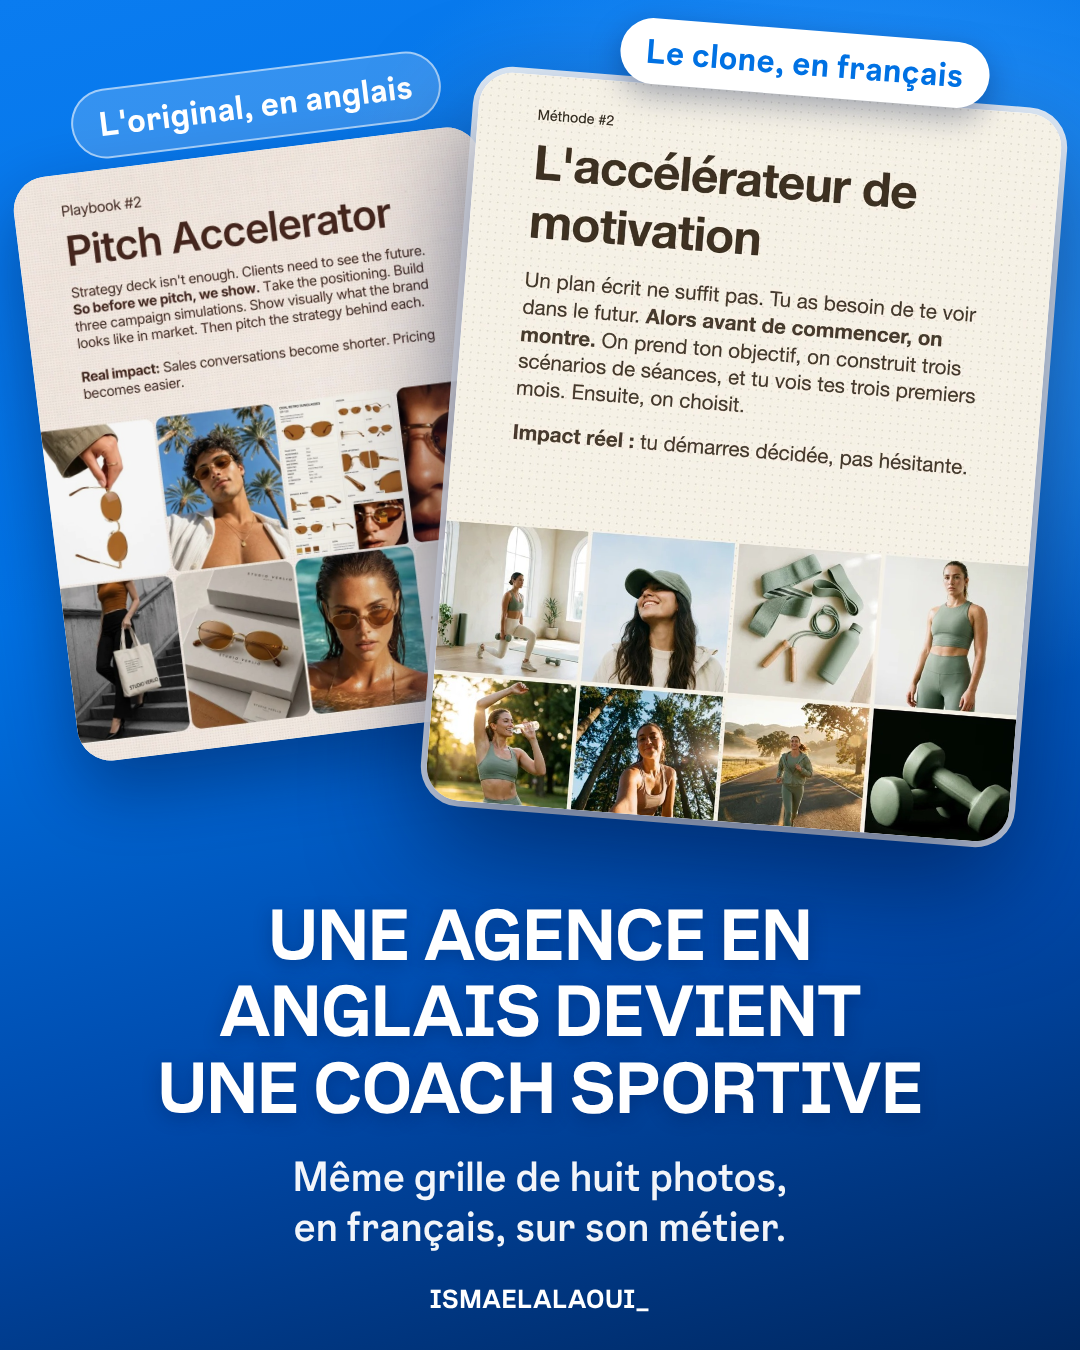 L'original, en anglais
Playbook #2
Pitch Accelerator
Strategy deck isn't enough. Clients need to see the future.
So before we pitch, we show. Take the positioning. Build
three campaign simulations. Show visually what the brand
looks like in market. Then pitch the strategy behind each.
Real impact: Sales conversations become shorter. Pricing
becomes easier.
STUDIO VERLIO
STUDIO VERLIO
STUDIO VERLIO
Le clone, en français
Méthode #2
L'accélérateur de
motivation
Un plan écrit ne suffit pas. Tu as besoin de te voir
dans le futur. Alors avant de commencer, on
montre. On prend ton objectif, on construit trois
scénarios de séances, et tu vois tes trois premiers
mois. Ensuite, on choisit.
Impact réel : tu démarres décidée, pas hésitante.
UNE AGENCE EN
ANGLAIS DEVIENT
UNE COACH SPORTIVE
Même grille de huit photos,
en français, sur son métier.
ISMAELALAOUI_